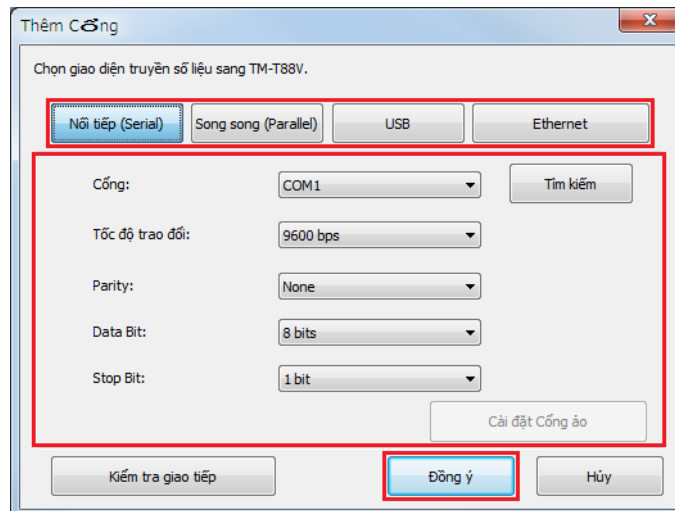 Thêm Cổng
Chọn giao diện truyền số liệu sang TM-T88V.
Nối tiếp (Serial) Song song (Parallel) USB Ethernet
Cổng: COM1 Tìm kiếm
Tốc độ trao đổi: 9600 bps
Parity: None
Data Bit: 8 bits
Stop Bit: 1 bit
Cài đặt Cổng ảo
Kiểm tra giao tiếp Đồng ý Hủy